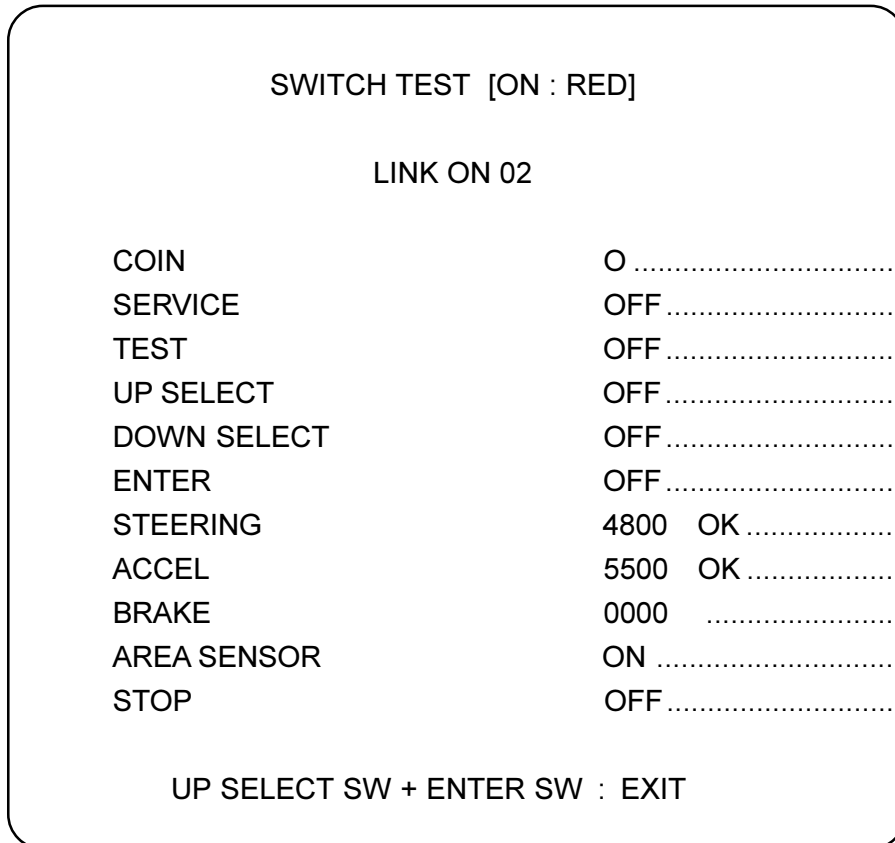 SWITCH TEST [ON : RED]
LINK ON 02
COIN O ................................
SERVICE OFF ............................
TEST OFF ............................
UP SELECT OFF ............................
DOWN SELECT OFF ............................
ENTER OFF ............................
STEERING 4800 OK ..................
ACCEL 5500 OK ..................
BRAKE 0000 .......................
AREA SENSOR ON .............................
STOP OFF ............................
UP SELECT SW + ENTER SW : EXIT